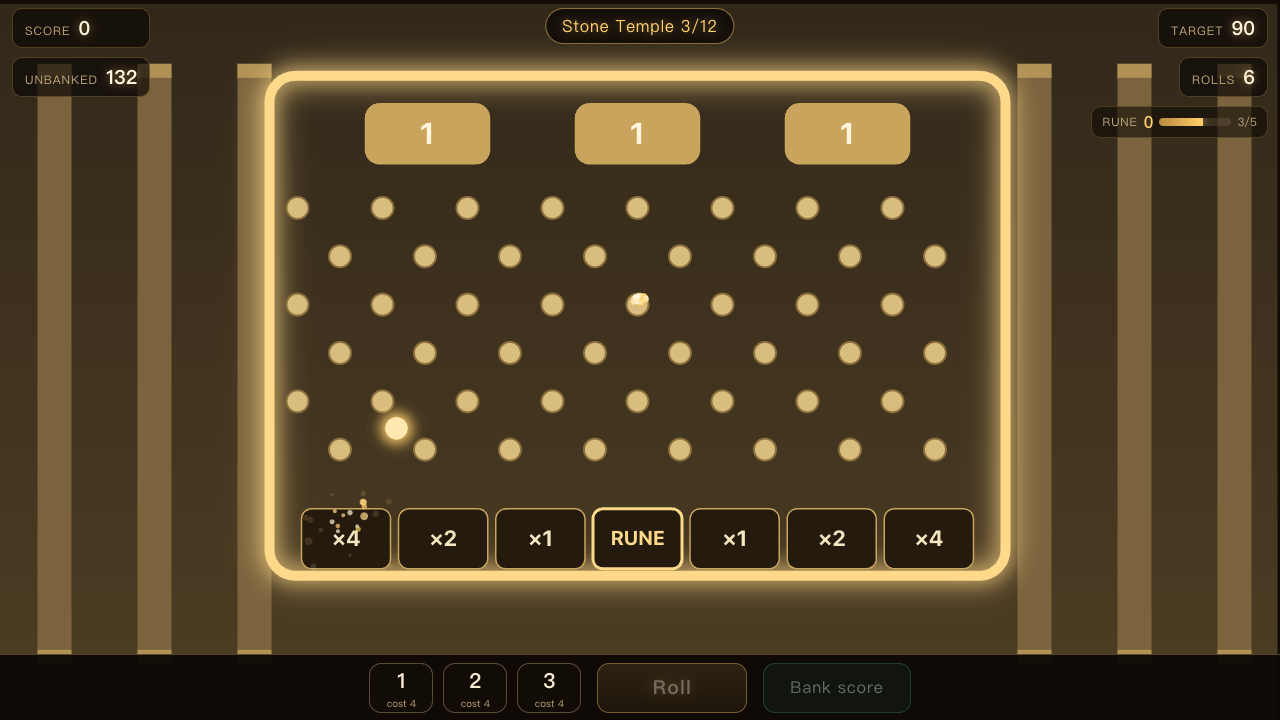 SCORE 0
Stone Temple 3/12
TARGET 90
UNBANKED 132
ROLLS 6
RUNE 0 3/5
1 1 1
×4 ×2 ×1 RUNE ×1 ×2 ×4
1 2 3 Roll Bank score
cost 4 cost 4 cost 4